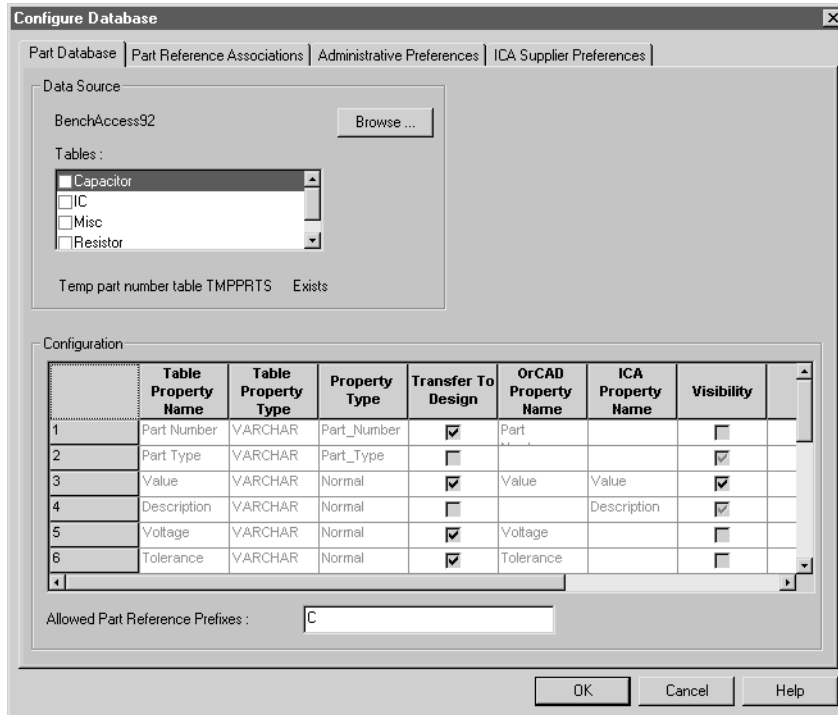 Configure Database
Part Database Part Reference Associations Administrative Preferences ICA Supplier Preferences
Data Source
BenchAccess92 Browse ...
Tables :
Capacitor
IC
Misc
Resistor
Temp part number table TMPPRTS Exists
Configuration
Table Property Name Table Property Type Property Type Transfer To Design OrCAD Property Name ICA Property Name Visibility
1 Part Number VARCHAR Part_Number Part
2 Part Type VARCHAR Part_Type
3 Value VARCHAR Normal Value Value
4 Description VARCHAR Normal Description
5 Voltage VARCHAR Normal Voltage
6 Tolerance VARCHAR Normal Tolerance
Allowed Part Reference Prefixes : C
OK Cancel Help